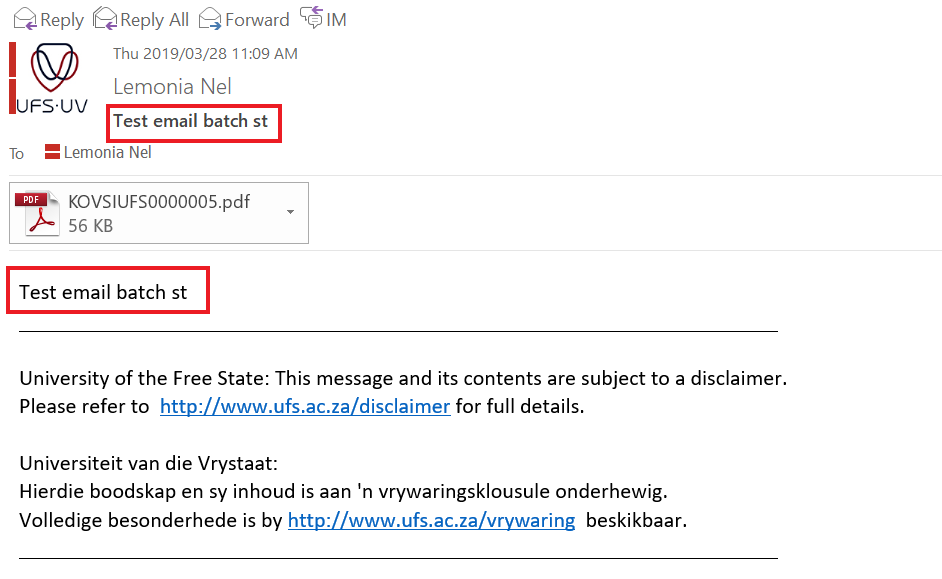 Reply Reply All Forward IM
Thu 2019/03/28 11:09 AM
Lemonia Nel
UFS·UV
Test email batch st
To Lemonia Nel
PDF KOVSIUFS0000005.pdf
56 KB
Test email batch st
University of the Free State: This message and its contents are subject to a disclaimer.
Please refer to http://www.ufs.ac.za/disclaimer for full details.
Universiteit van die Vrystaat:
Hierdie boodskap en sy inhoud is aan 'n vrywaringsklousule onderhewig.
Volledige besonderhede is by http://www.ufs.ac.za/vrywaring beskikbaar.